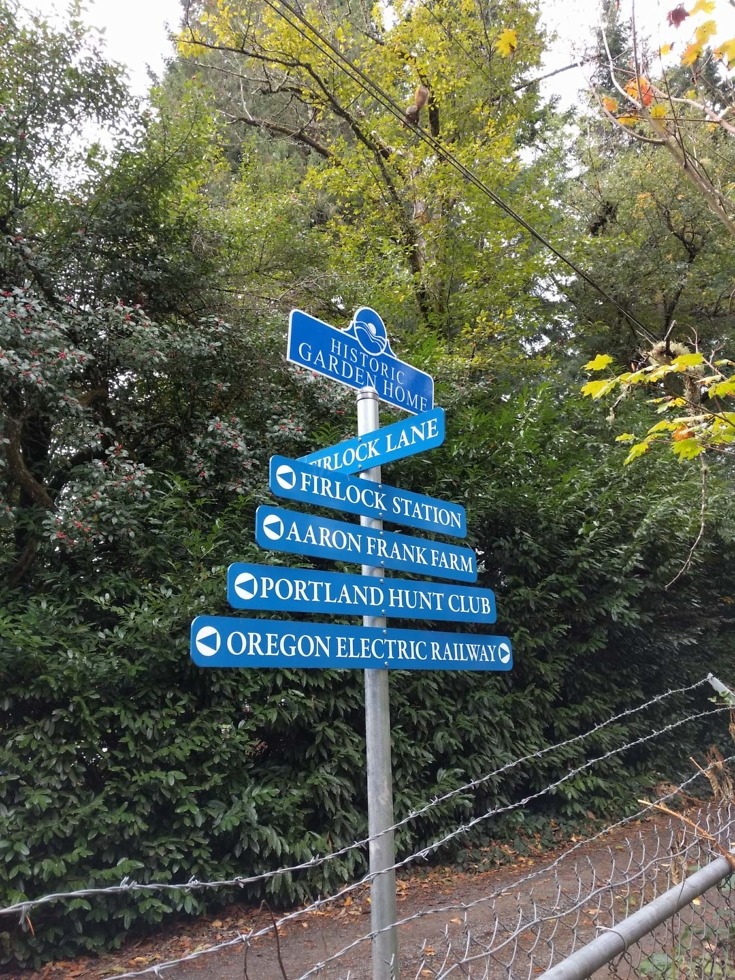 HISTORIC
GARDEN HOME
FIRLOCK LANE
FIRLOCK STATION
AARON FRANK FARM
PORTLAND HUNT CLUB
OREGON ELECTRIC RAILWAY